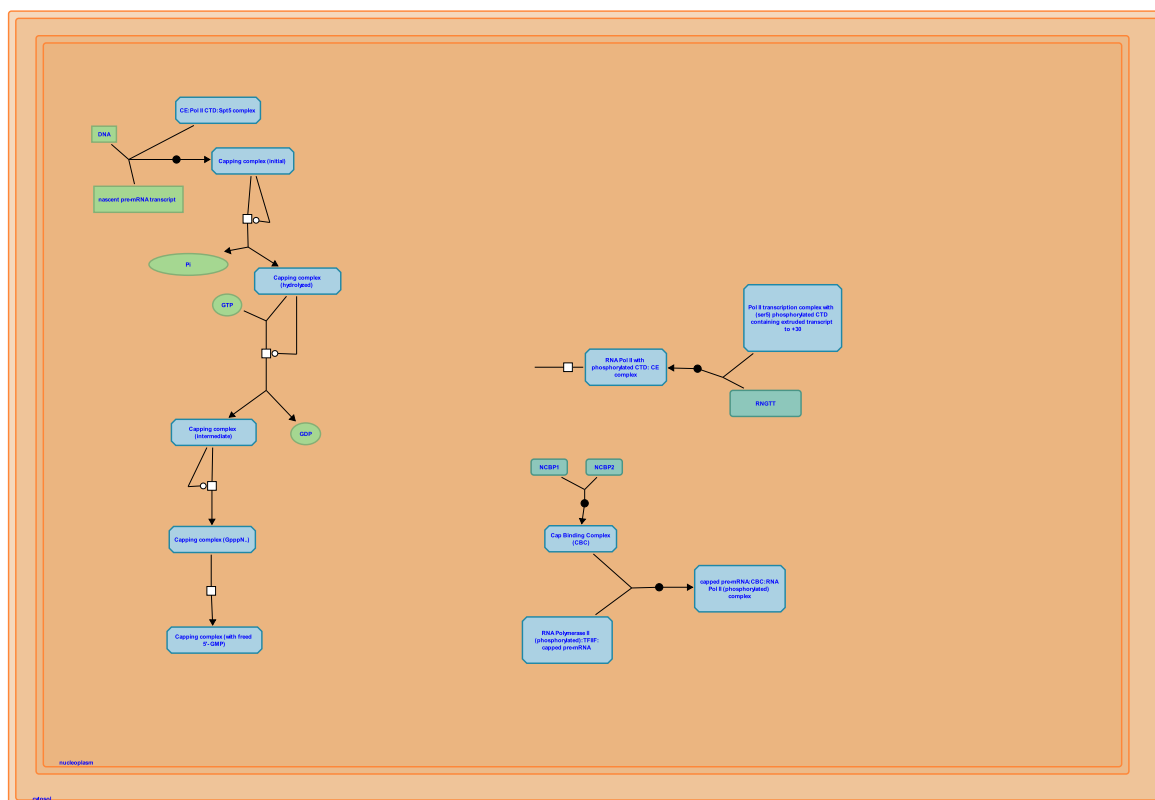 CE:Pol II CTD:Spt5 complex
DNA
Capping complex (initial)
nascent pre-mRNA transcript
Pi
Capping complex
(hydrolyzed)
GTP
Pol II transcription complex with
(ser5) phosphorylated CTD
containing extruded transcript
to +30
RNA Pol II with
phosphorylated CTD: CE
complex
RNGTT
Capping complex
(intermediate)
GDP
NCBP1
NCBP2
Capping complex (GpppN..)
Cap Binding Complex
(CBC)
capped pre-mRNA:CBC:RNA
Pol II (phosphorylated)
complex
Capping complex (with freed
5'- GMP)
RNA Polymerase II
(phosphorylated):TFIIF:
capped pre-mRNA
nucleoplasm
cytosol